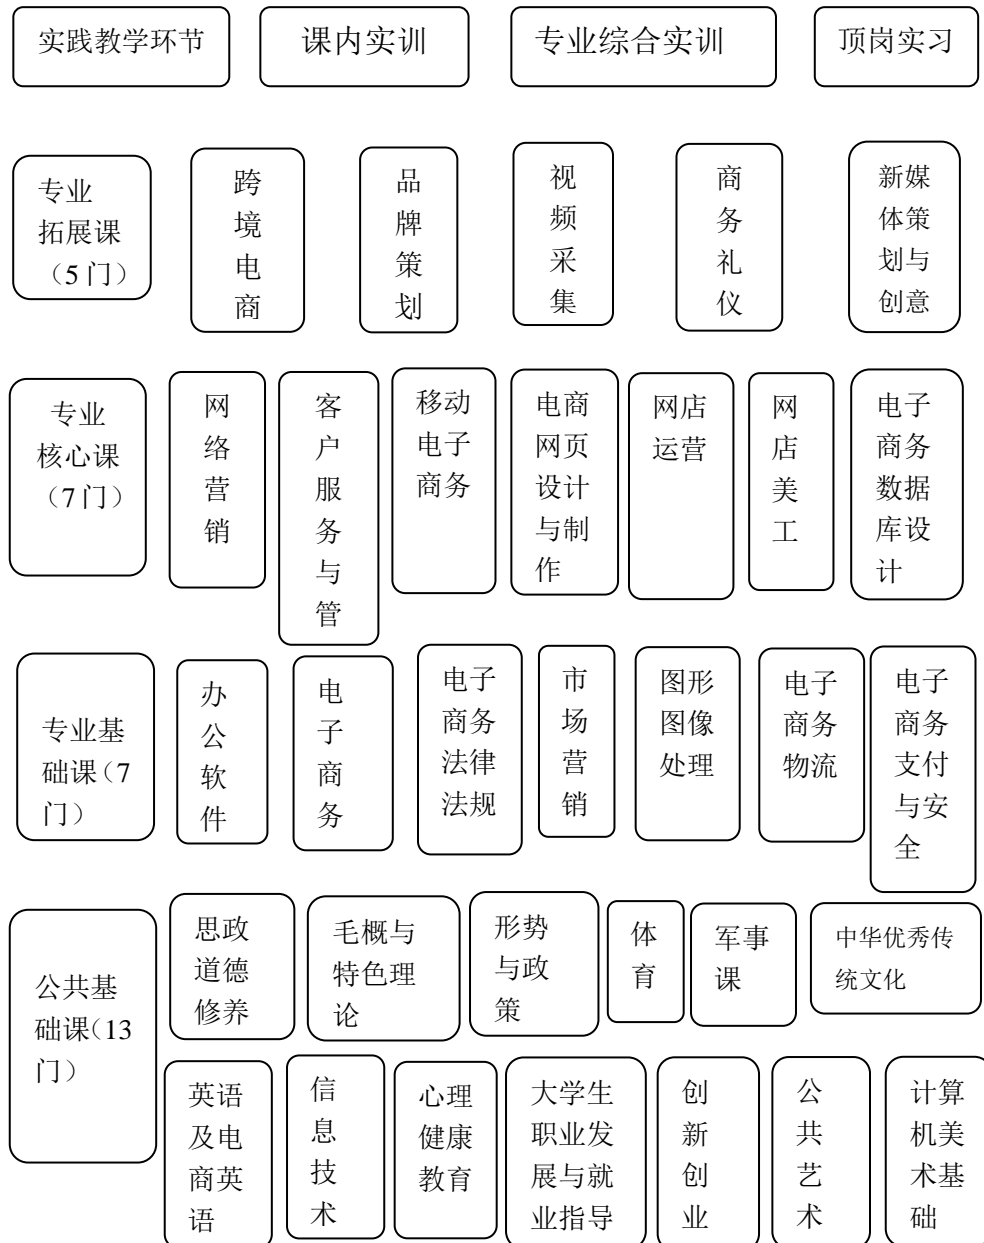 实践教学环节
课内实训
专业综合实训
顶岗实习
专业
拓展课
（5 门）
跨
境
电
商
品
牌
策
划
视
频
采
集
商
务
礼
仪
新媒
体策
划与
创意
专业
核心课
（7 门）
网
络
营
销
客
户
服
务
与
管
移动
电子
商务
电商
网页
设计
与制
作
网店
运营
网
店
美
工
电子
商务
数据
库设
计
专业基
础课（7
门）
办
公
软
件
电
子
商
务
电子
商务
法律
法规
市
场
营
销
图形
图像
处理
电子
商务
物流
电子
商务
支付
与安
全
公共基
础课（13
门）
思政
道德
修养
毛概与
特色理
论
形势
与政
策
体
育
军事
课
中华优秀传
统文化
英语
及电
商英
语
信
息
技
术
心理
健康
教育
大学生
职业发
展与就
业指导
创
新
创
业
公
共
艺
术
计算
机美
术基
础